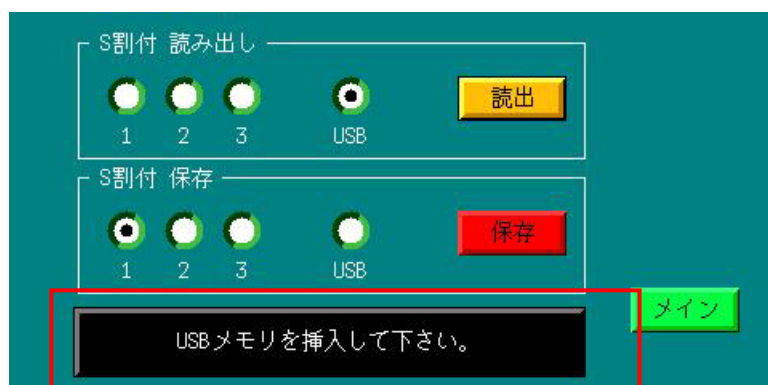 S割付 読み出し
1 2 3 USB
読出
S割付 保存
1 2 3 USB
保存
メイン
USBメモリを挿入して下さい。